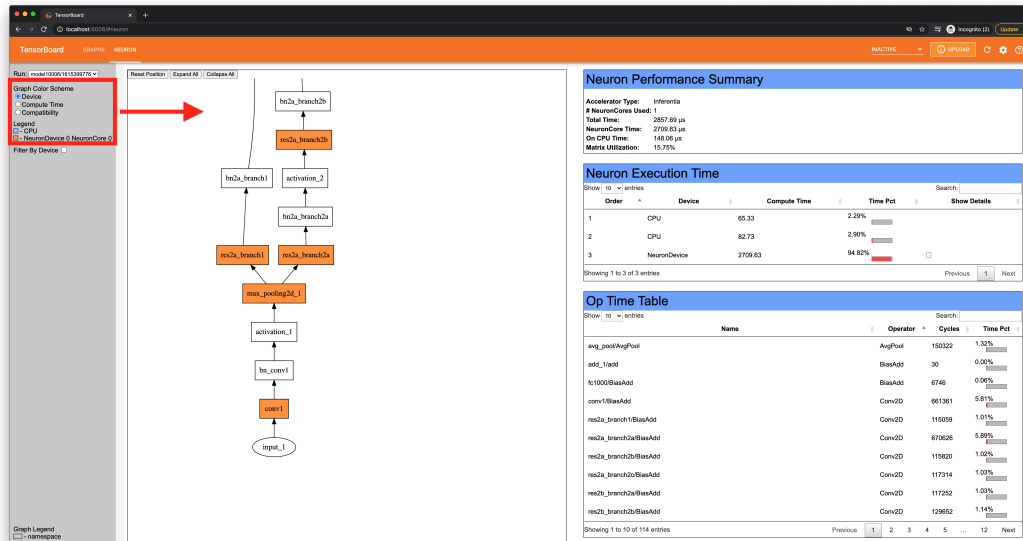 TensorBoard
localhost:6006/#neuron
Incognito (2)
Update
TensorBoard GRAPHS NEURON INACTIVE UPLOAD
Run: model10006/1615399776
Graph Color Scheme
Device
Compute Time
Compatibility
Legend
- CPU
- NeuronDevice 0 NeuronCore 0
Filter By Device
Graph Legend
- namespace
Reset Position Expand All Collapse All
bn2a_branch2b
res2a_branch2b
bn2a_branch1 activation_2
bn2a_branch2a
res2a_branch1 res2a_branch2a
max_pooling2d_1
activation_1
bn_conv1
conv1
input_1
Neuron Performance Summary
Accelerator Type: Inferentia
# NeuronCores Used: 1
Total Time: 2857.69 µs
NeuronCore Time: 2709.63 µs
On CPU Time: 148.06 µs
Matrix Utilization: 15.75%
Neuron Execution Time
Show 10 entries Search:
Order Device Compute Time Time Pct Show Details
1 CPU 65.33 2.29%
2 CPU 82.73 2.90%
3 NeuronDevice 2709.63 94.82%
Showing 1 to 3 of 3 entries Previous 1 Next
Op Time Table
Show 10 entries Search:
Name Operator Cycles Time Pct
avg_pool/AvgPool AvgPool 150322 1.32%
add_1/add BiasAdd 30 0.00%
fc1000/BiasAdd BiasAdd 6746 0.06%
conv1/BiasAdd Conv2D 661361 5.81%
res2a_branch1/BiasAdd Conv2D 115059 1.01%
res2a_branch2a/BiasAdd Conv2D 670626 5.89%
res2a_branch2b/BiasAdd Conv2D 115820 1.02%
res2a_branch2c/BiasAdd Conv2D 117314 1.03%
res2b_branch2a/BiasAdd Conv2D 117252 1.03%
res2b_branch2b/BiasAdd Conv2D 129652 1.14%
Showing 1 to 10 of 114 entries Previous 1 2 3 4 5 … 12 Next